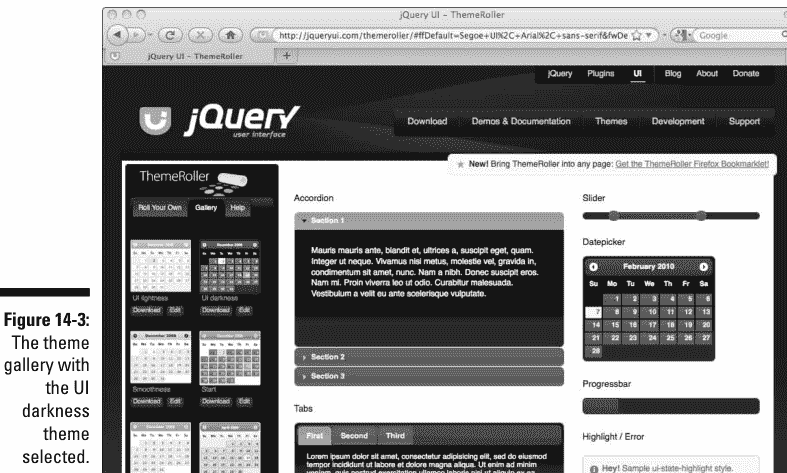 jQuery UI - ThemeRoller
http://jqueryui.com/themeroller/#ffDefault=Segoe+UI%2C+Arial%2C+sans-serif&fwDe
Google
jQuery UI - ThemeRoller
+
jQuery Plugins UI Blog About Donate
jQuery
user interface
Download Demos & Documentation Themes Development Support
New! Bring ThemeRoller into any page: Get the ThemeRoller Firefox Bookmarklet!
ThemeRoller
Roll Your Own Gallery Help
UI lightness
Download Edit
UI darkness
Download Edit
Smoothness
Download Edit
Start
Download Edit
Accordion
Section 1
Mauris mauris ante, blandit et, ultrices a, suscipit eget, quam.
Integer ut neque. Vivamus nisi metus, molestie vel, gravida in,
condimentum sit amet, nunc. Nam a nibh. Donec suscipit eros.
Nam mi. Proin viverra leo ut odio. Curabitur malesuada.
Vestibulum a velit eu ante scelerisque vulputate.
Section 2
Section 3
Tabs
First Second Third
Lorem ipsum dolor sit amet, consectetur adipisicing elit, sed do eiusmod
tempor incididunt ut labore et dolore magna aliqua. Ut enim ad minim
Slider
Datepicker
February 2010
Su Mo Tu We Th Fr Sa
1 2 3 4 5 6
7 8 9 10 11 12 13
14 15 16 17 18 19 20
21 22 23 24 25 26 27
28
Progressbar
Highlight / Error
Hey! Sample ui-state-highlight style.
Figure 14-3:
The theme
gallery with
the UI
darkness
theme
selected.